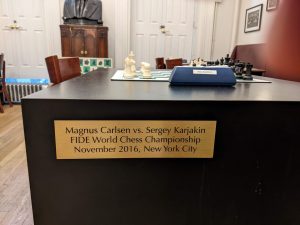 Magnus Carlsen vs. Sergey Karjakin
FIDE World Chess Championship
November 2016, New York City